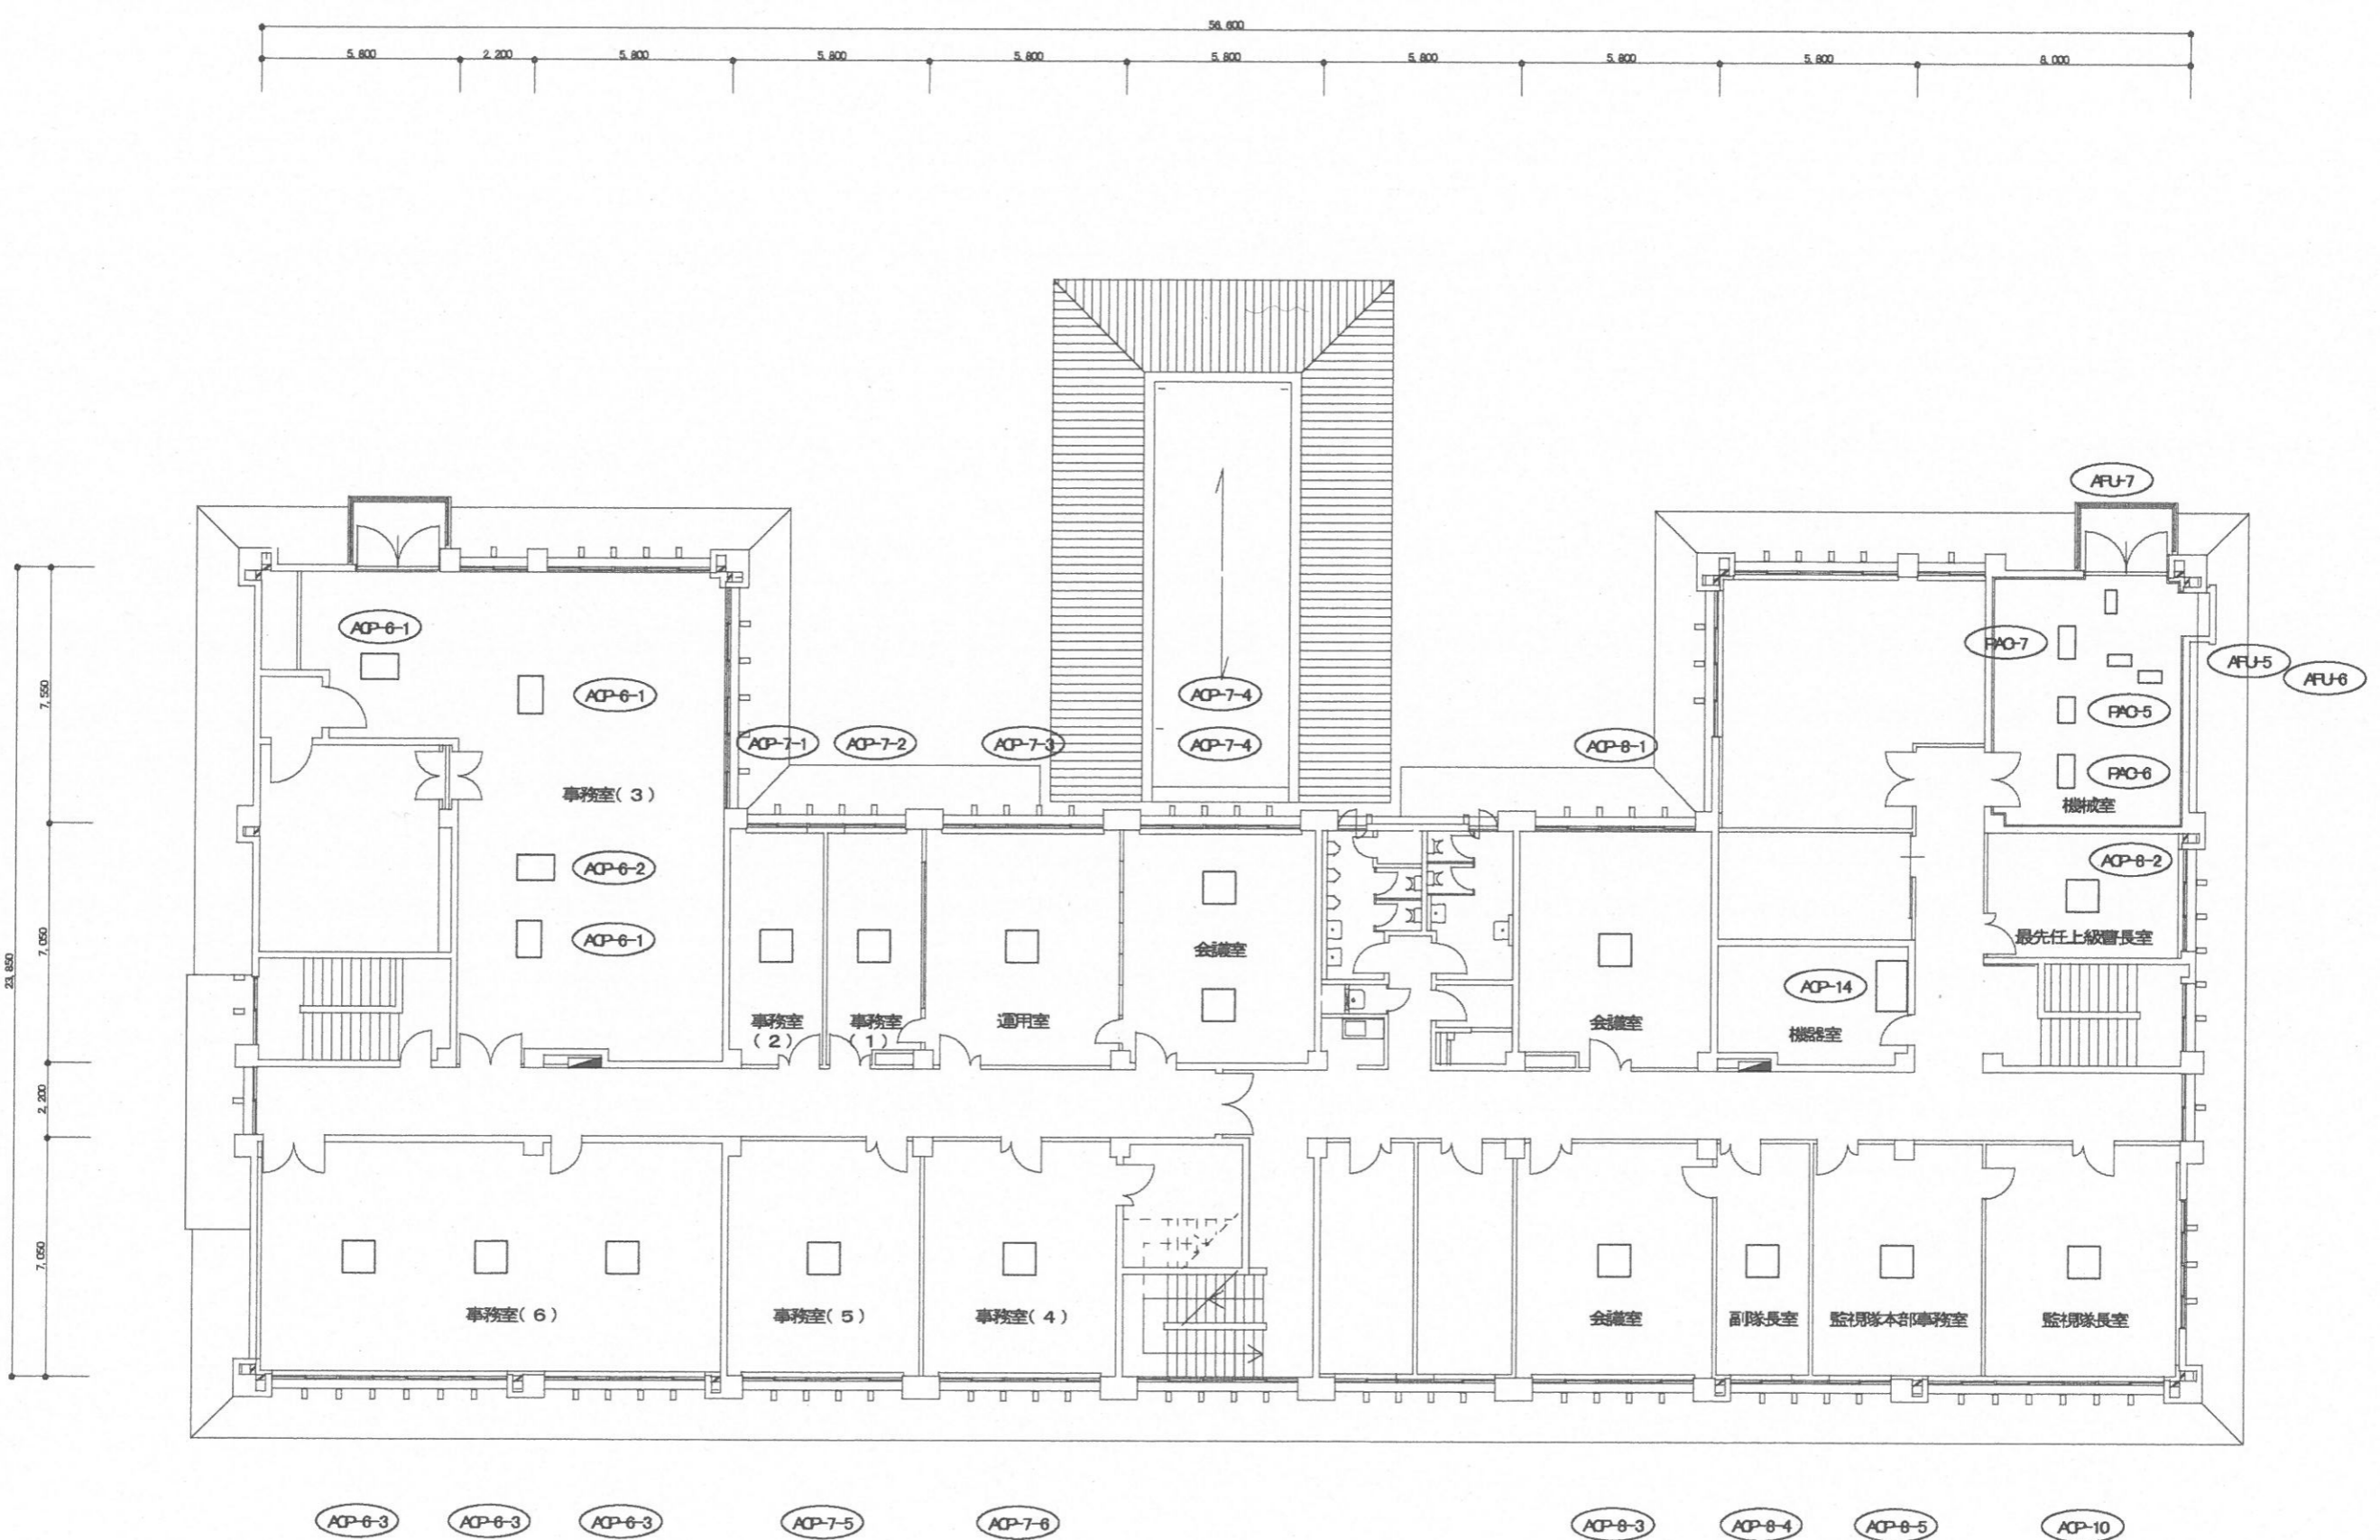 56,600
5,800 2,200 5,800 5,800 5,800 5,800 5,800 5,800 5,800 8,000
AFU-7
ACP-6-1
PAC-7
AFU-5
AFU-6
ACP-6-1
ACP-7-4
PAC-5
ACP-7-1
ACP-7-2
ACP-7-3
ACP-7-4
ACP-8-1
PAC-6
7,550
事務室(3)
機械室
ACP-6-2
ACP-8-2
ACP-6-1
会議室
最先任上級曹長室
7,050
23,850
ACP-14
事務室
(2)
事務室
(1)
運用室
会議室
機器室
2,200
7,050
事務室(6)
事務室(5)
事務室(4)
会議室
副隊長室
監視隊本部事務室
監視隊長室
ACP-6-3
ACP-6-3
ACP-6-3
ACP-7-5
ACP-7-6
ACP-8-3
ACP-8-4
ACP-8-5
ACP-10